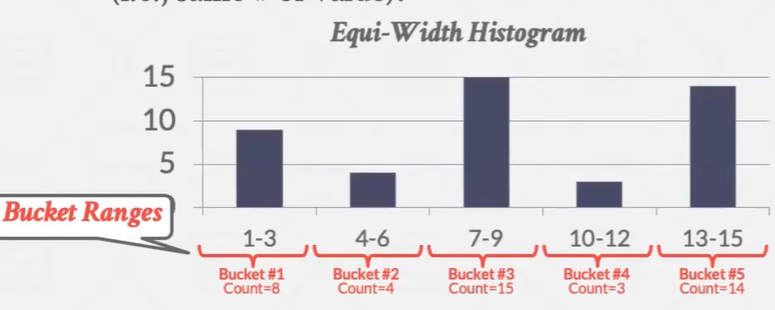 Equi-Width Histogram
15
10
5
Bucket Ranges
1-3 4-6 7-9 10-12 13-15
Bucket #1 Bucket #2 Bucket #3 Bucket #4 Bucket #5
Count=8 Count=4 Count=15 Count=3 Count=14